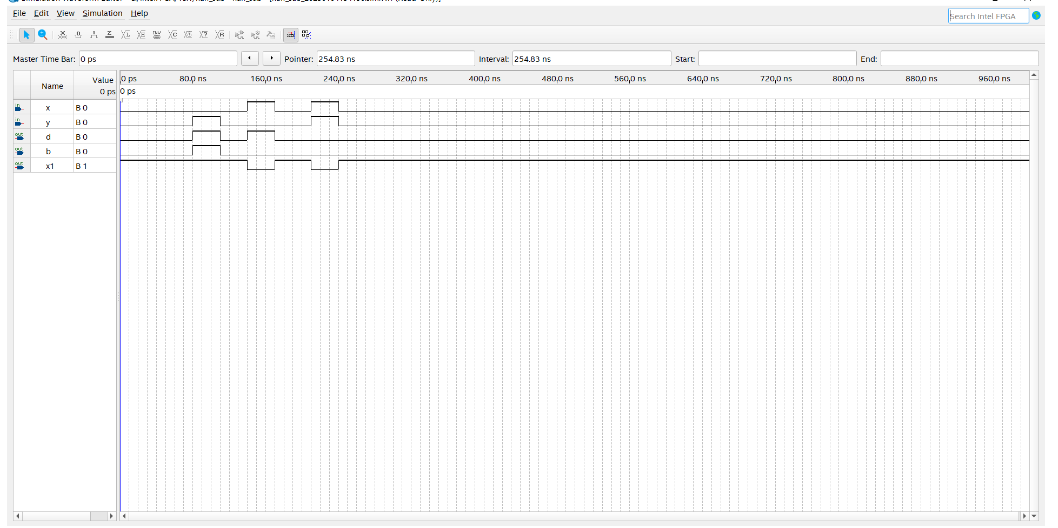 File Edit View Simulation Help
Search Intel FPGA
Master Time Bar: 0 ps Pointer: 254.83 ns Interval: 254.83 ns Start: End:
Name Value 0 ps
0 ps 80,0 ns 160,0 ns 240,0 ns 320,0 ns 400,0 ns 480,0 ns 560,0 ns 640,0 ns 720,0 ns 800,0 ns 880,0 ns 960,0 ns
0 ps
x B 0
y B 0
d B 0
b B 0
x1 B 1